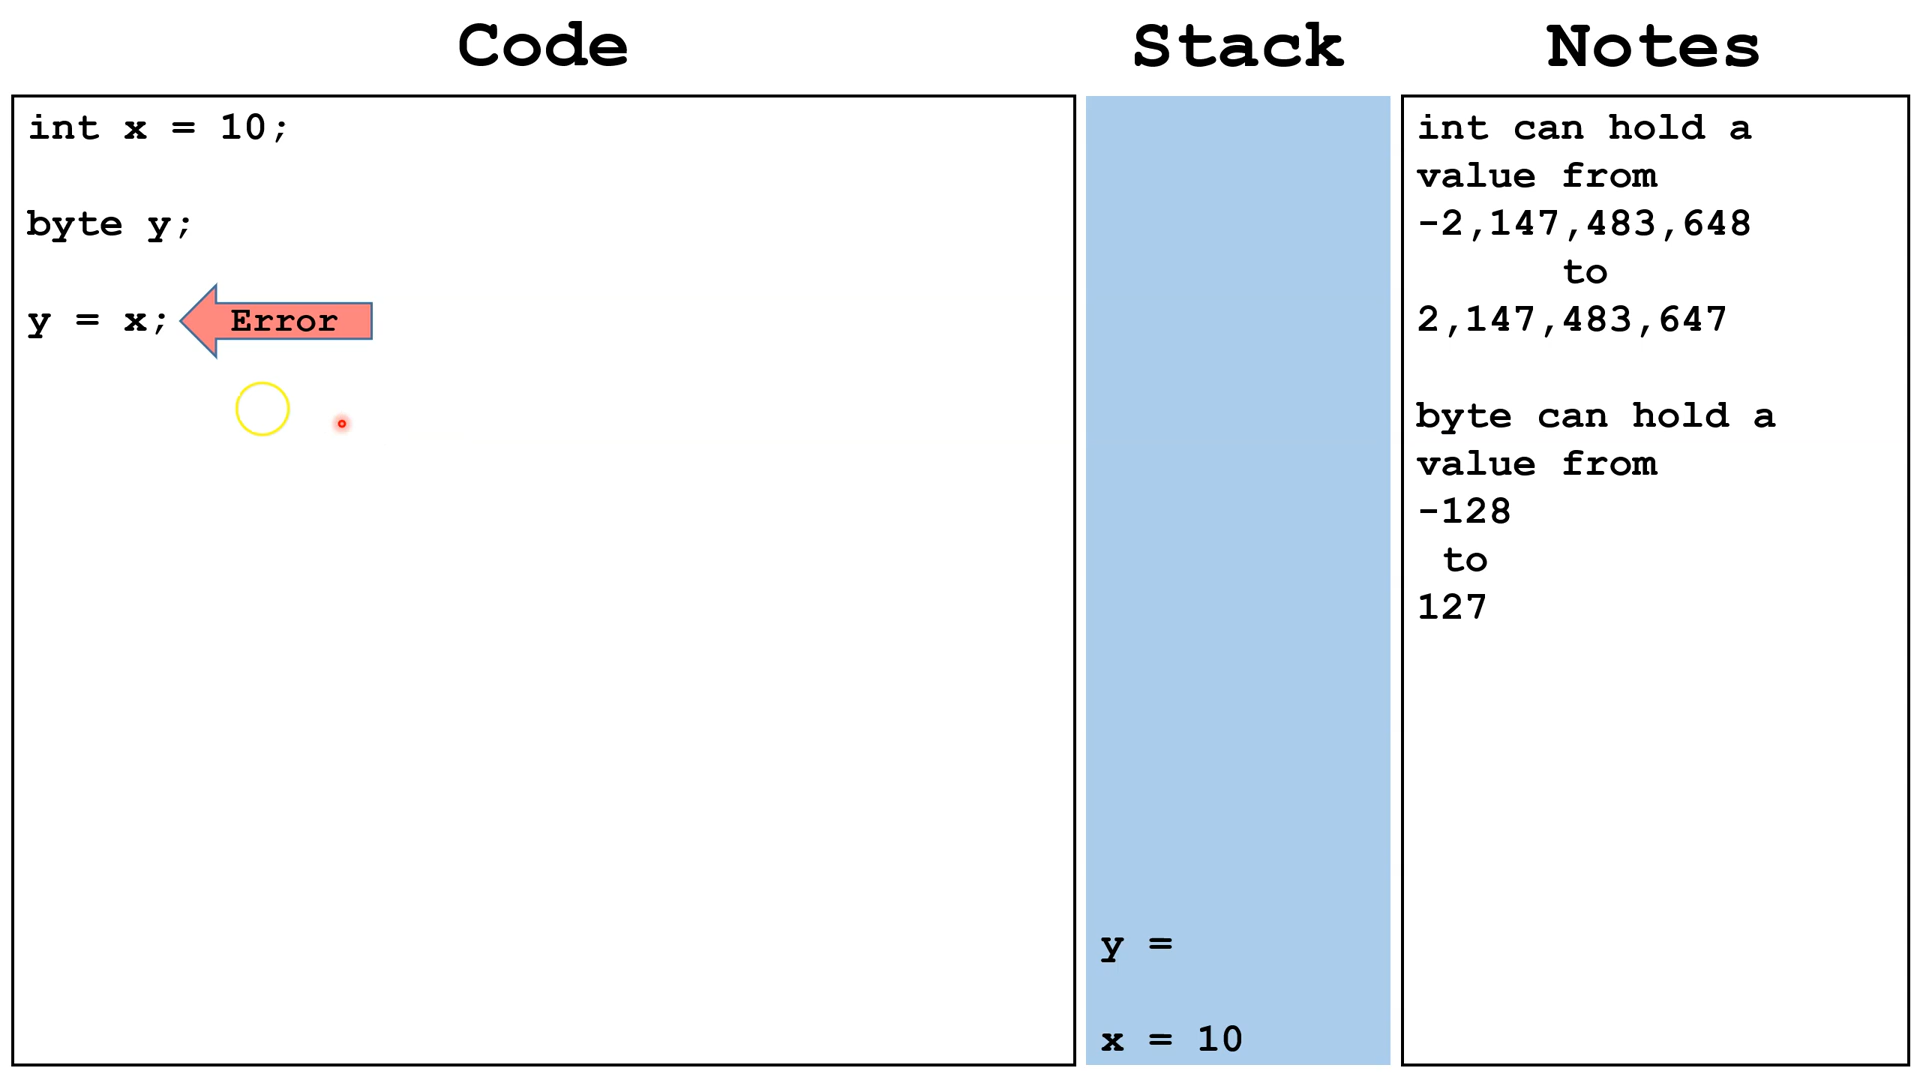 Code
Stack
Notes
int x = 10;
byte y;
y = x;
Error
y =
x = 10
int can hold a
value from
-2,147,483,648
to
2,147,483,647
byte can hold a
value from
-128
to
127